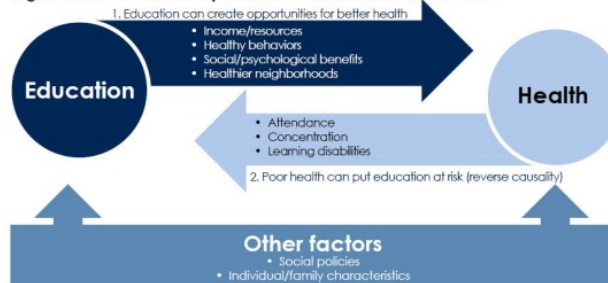 1. Education can create opportunities for better health
• Income/resources
• Healthy behaviors
• Social/psychological benefits
• Healthier neighborhoods
Education
Health
• Attendance
• Concentration
• Learning disabilities
2. Poor health can put education at risk (reverse causality)
Other factors
• Social policies
• Individual/family characteristics